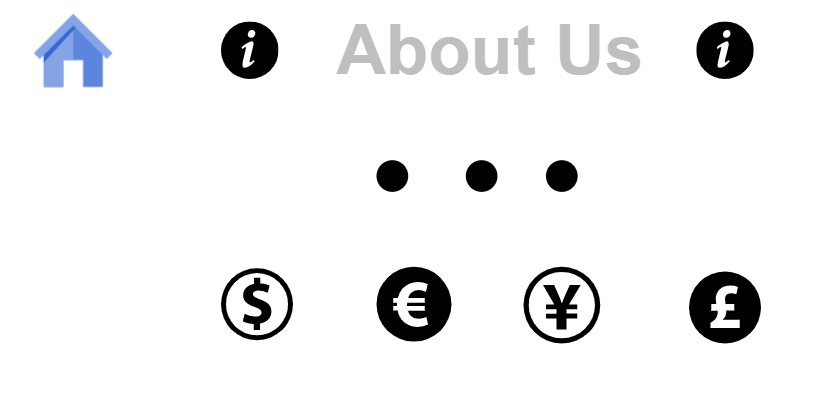 i About Us i
$ € ¥ £